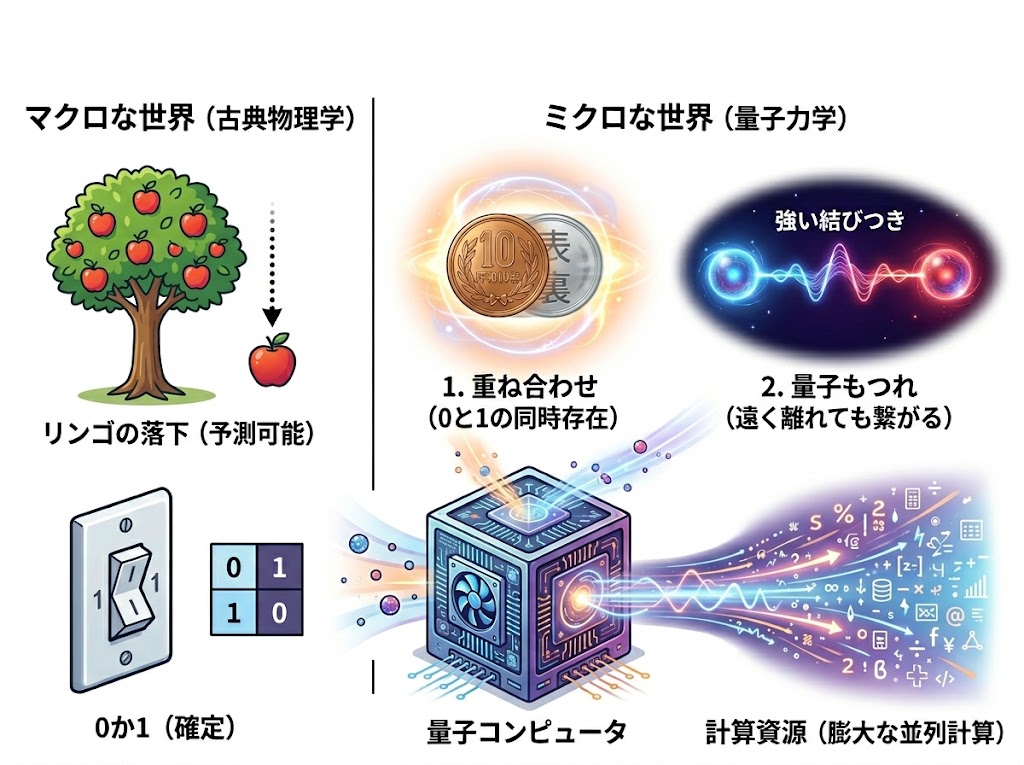 マクロな世界（古典物理学）
ミクロな世界（量子力学）
10
表
裏
強い結びつき
1. 重ね合わせ
（0と1の同時存在）
2. 量子もつれ
（遠く離れても繋がる）
リンゴの落下（予測可能）
1
1
0 1
1 0
0か1（確定）
量子コンピュータ
計算資源（膨大な並列計算）